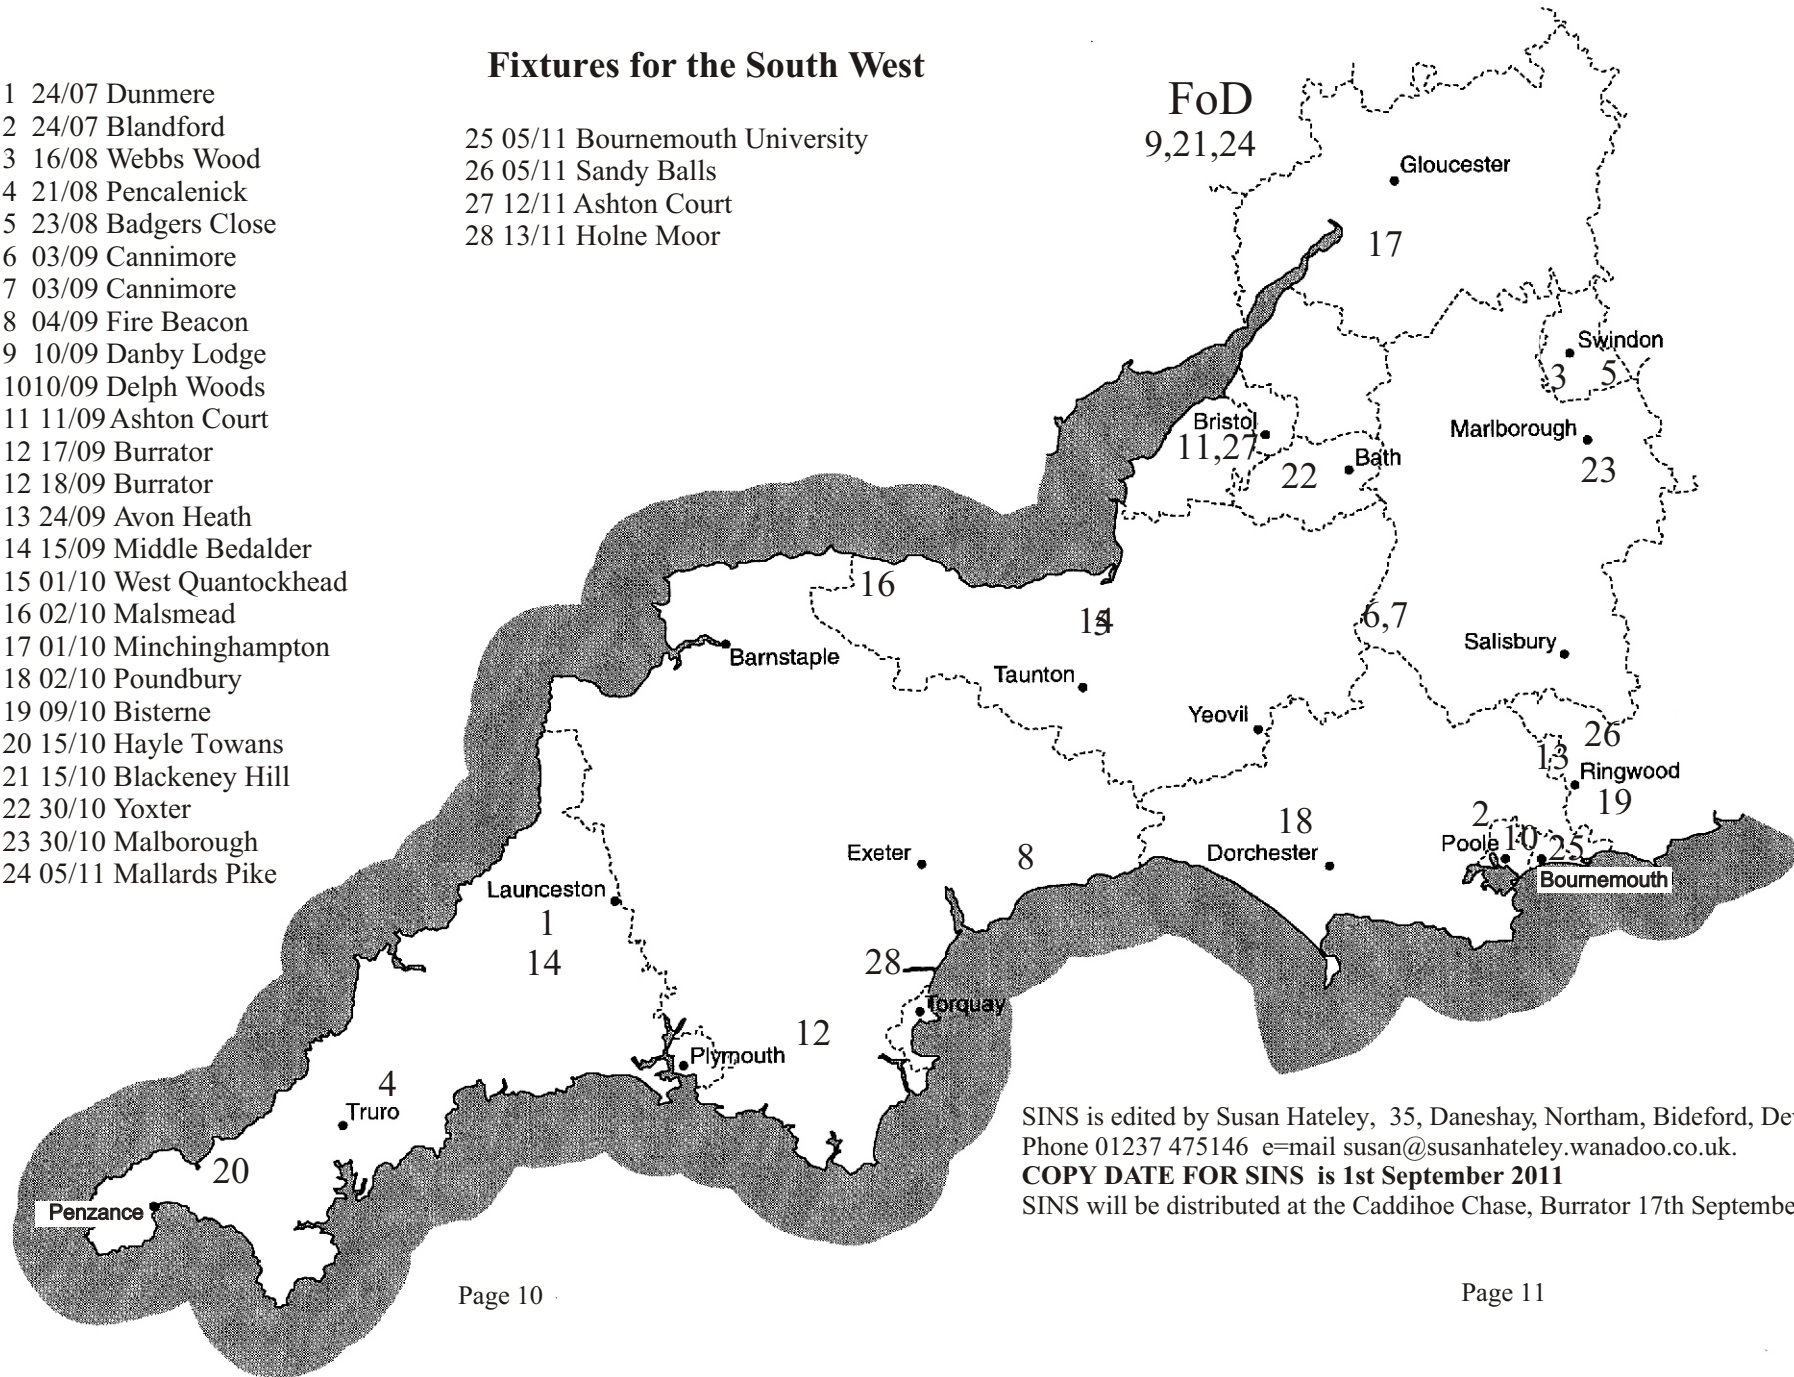 Fixtures for the South West
1 24/07 Dunmere
2 24/07 Blandford
3 16/08 Webbs Wood
4 21/08 Pencalenick
5 23/08 Badgers Close
6 03/09 Cannimore
7 03/09 Cannimore
8 04/09 Fire Beacon
9 10/09 Danby Lodge
1010/09 Delph Woods
11 11/09 Ashton Court
12 17/09 Burrator
12 18/09 Burrator
13 24/09 Avon Heath
14 15/09 Middle Bedalder
15 01/10 West Quantockhead
16 02/10 Malsmead
17 01/10 Minchinghampton
18 02/10 Poundbury
19 09/10 Bisterne
20 15/10 Hayle Towans
21 15/10 Blackeney Hill
22 30/10 Yoxter
23 30/10 Malborough
24 05/11 Mallards Pike
25 05/11 Bournemouth University
26 05/11 Sandy Balls
27 12/11 Ashton Court
28 13/11 Holne Moor
FoD
9,21,24
Gloucester
17
Swindon
3
5
Bristol
11,27
Marlborough
23
Bath
22
16
6,7
Salisbury
Barnstaple
Taunton
Yeovil
26
13
Ringwood
19
18
2
Poole
10
25
Bournemouth
Exeter
8
Dorchester
Launceston
1
14
28
Torquay
12
Plymouth
4
Truro
20
Penzance
SINS is edited by Susan Hateley, 35, Daneshay, Northam, Bideford, De
Phone 01237 475146 e=mail susan@susanhateley.wanadoo.co.uk.
COPY DATE FOR SINS is 1st September 2011
SINS will be distributed at the Caddihoe Chase, Burrator 17th Septembe
Page 10
Page 11